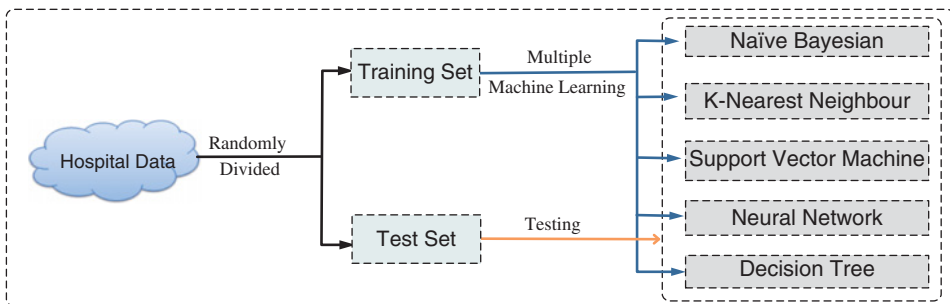 Hospital Data
Randomly
Divided
Training Set
Test Set
Multiple
Machine Learning
Testing
Naïve Bayesian
K-Nearest Neighbour
Support Vector Machine
Neural Network
Decision Tree